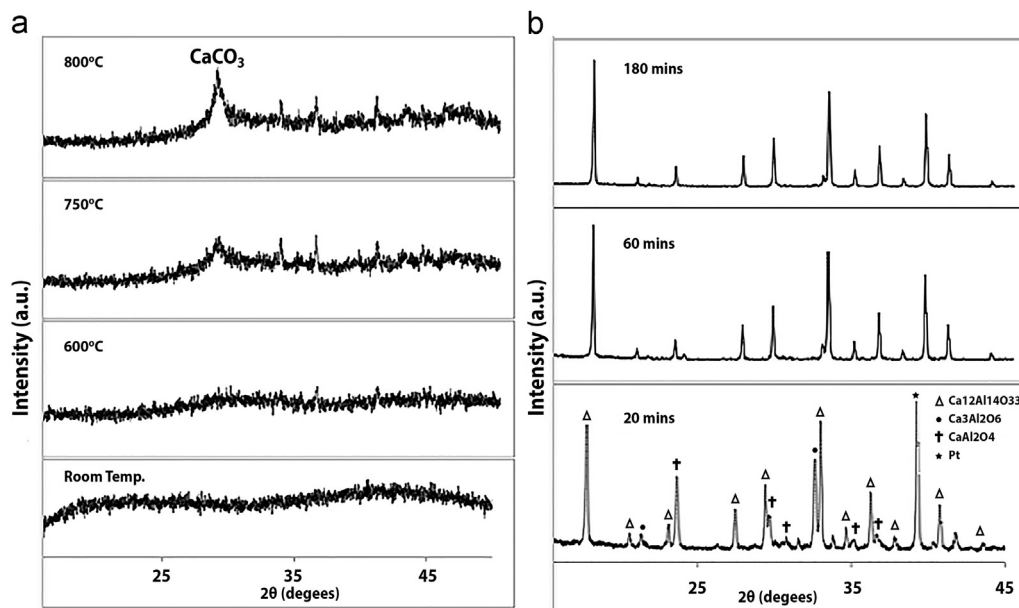 a
800ºC
CaCO3
750ºC
600ºC
Room Temp.
Intensity (a.u.)
25
35
45
2θ (degees)
b
180 mins
60 mins
20 mins
Δ Ca12Al14O33
● Ca3Al2O6
✝ CaAl2O4
★ Pt
Intensity (a.u.)
25
35
45
2θ (degees)